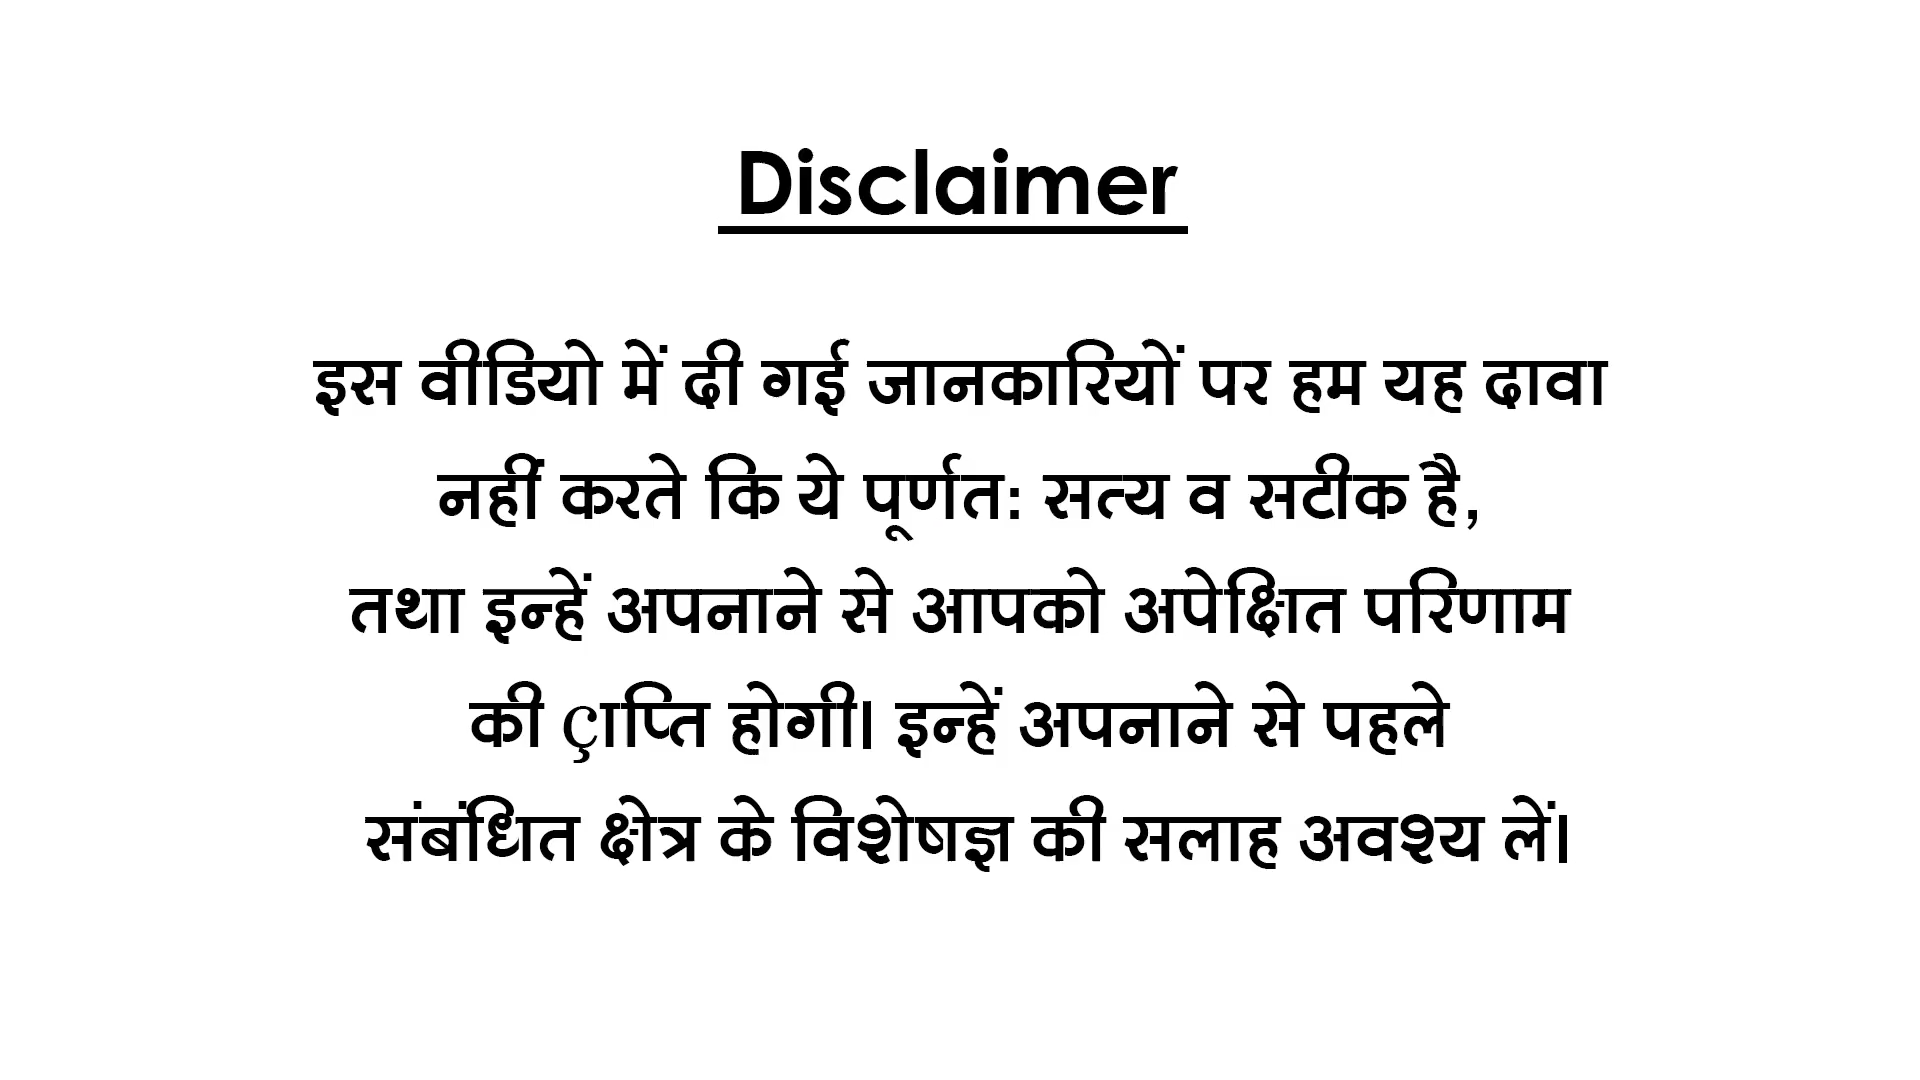 Disclaimer
इस वीडियो में दी गई जानकारियों पर हम यह दावा
नहीं करते कि ये पूर्णत: सत्य व सटीक है,
तथा इन्हें अपनाने से आपको अपेक्षित परिणाम
की çाप्ति होगी। इन्हें अपनाने से पहले
संबंधित क्षेत्र के विशेषज्ञ की सलाह अवश्य लें।